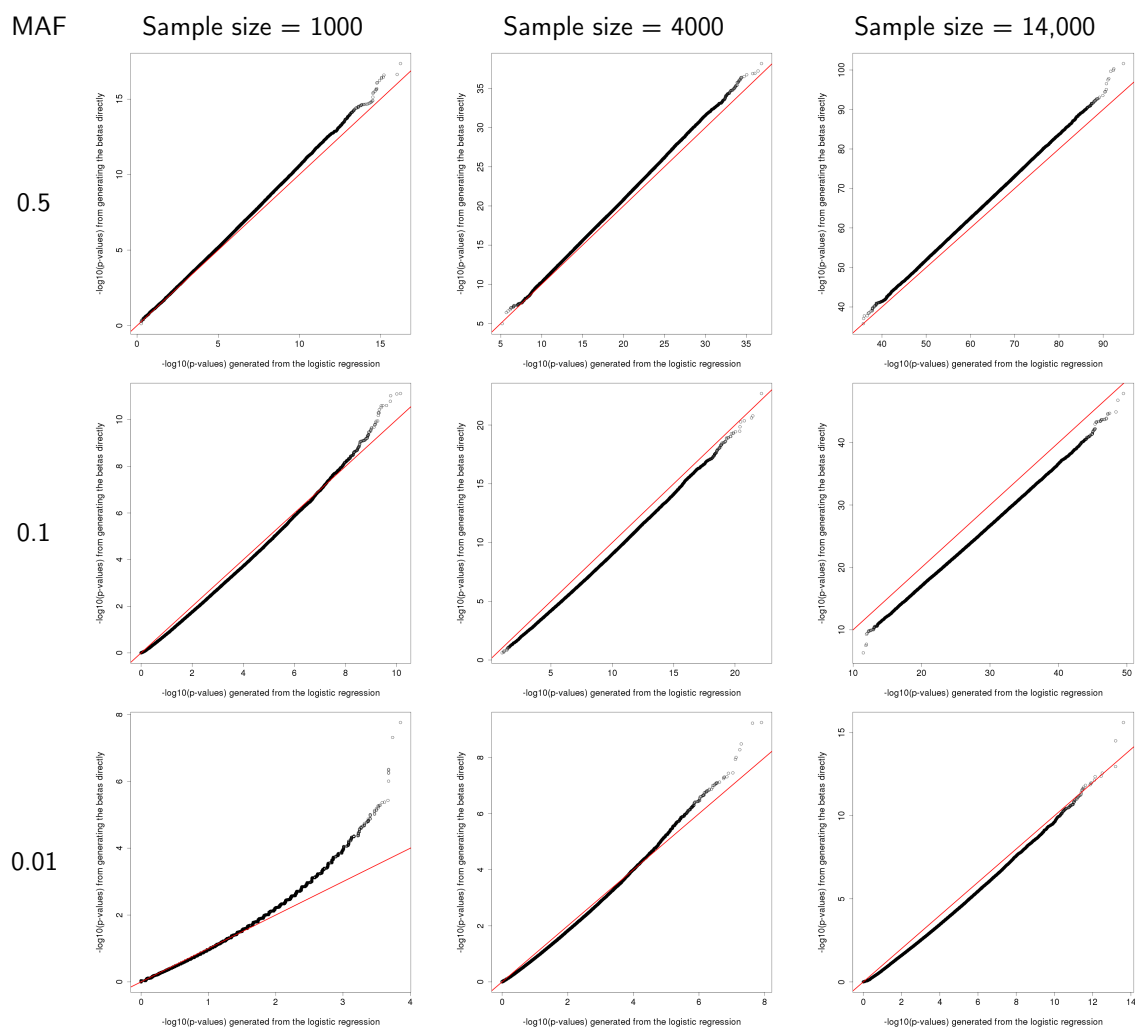 MAF Sample size = 1000 Sample size = 4000 Sample size = 14,000
0.5
-log10(p-values) from generating the betas directly
0 5 10 15
0 5 10 15
-log10(p-values) generated from the logistic regression
-log10(p-values) from generating the betas directly
5 10 15 20 25 30 35
5 10 15 20 25 30 35
-log10(p-values) generated from the logistic regression
-log10(p-values) from generating the betas directly
40 50 60 70 80 90 100
40 50 60 70 80 90
-log10(p-values) generated from the logistic regression
0.1
-log10(p-values) from generating the betas directly
0 2 4 6 8 10
0 2 4 6 8 10
-log10(p-values) generated from the logistic regression
-log10(p-values) from generating the betas directly
0 5 10 15 20
5 10 15 20
-log10(p-values) generated from the logistic regression
-log10(p-values) from generating the betas directly
10 20 30 40
10 20 30 40 50
-log10(p-values) generated from the logistic regression
0.01
-log10(p-values) from generating the betas directly
0 2 4 6 8
0 1 2 3 4
-log10(p-values) generated from the logistic regression
-log10(p-values) from generating the betas directly
0 2 4 6 8
0 2 4 6 8
-log10(p-values) generated from the logistic regression
-log10(p-values) from generating the betas directly
0 5 10 15
0 2 4 6 8 10 12 14
-log10(p-values) generated from the logistic regression